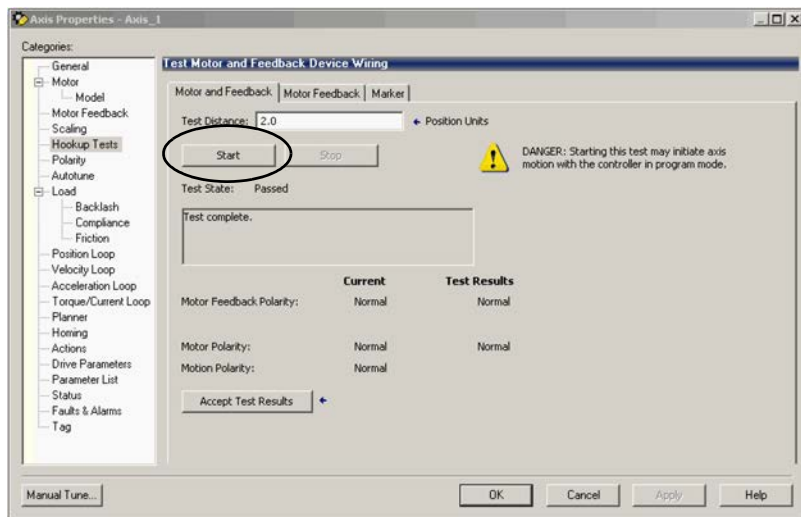 Axis Properties - Axis_1
Categories:
General
Motor
Model
Motor Feedback
Scaling
Hookup Tests
Polarity
Autotune
Load
Backlash
Compliance
Friction
Position Loop
Velocity Loop
Acceleration Loop
Torque/Current Loop
Planner
Homing
Actions
Drive Parameters
Parameter List
Status
Faults & Alarms
Tag
Test Motor and Feedback Device Wiring
Motor and Feedback Motor Feedback Marker
Test Distance: 2.0 Position Units
Start Stop
DANGER: Starting this test may initiate axis
motion with the controller in program mode.
Test State: Passed
Test complete.
Current Test Results
Motor Feedback Polarity: Normal Normal
Motor Polarity: Normal Normal
Motion Polarity: Normal
Accept Test Results
Manual Tune... OK Cancel Apply Help